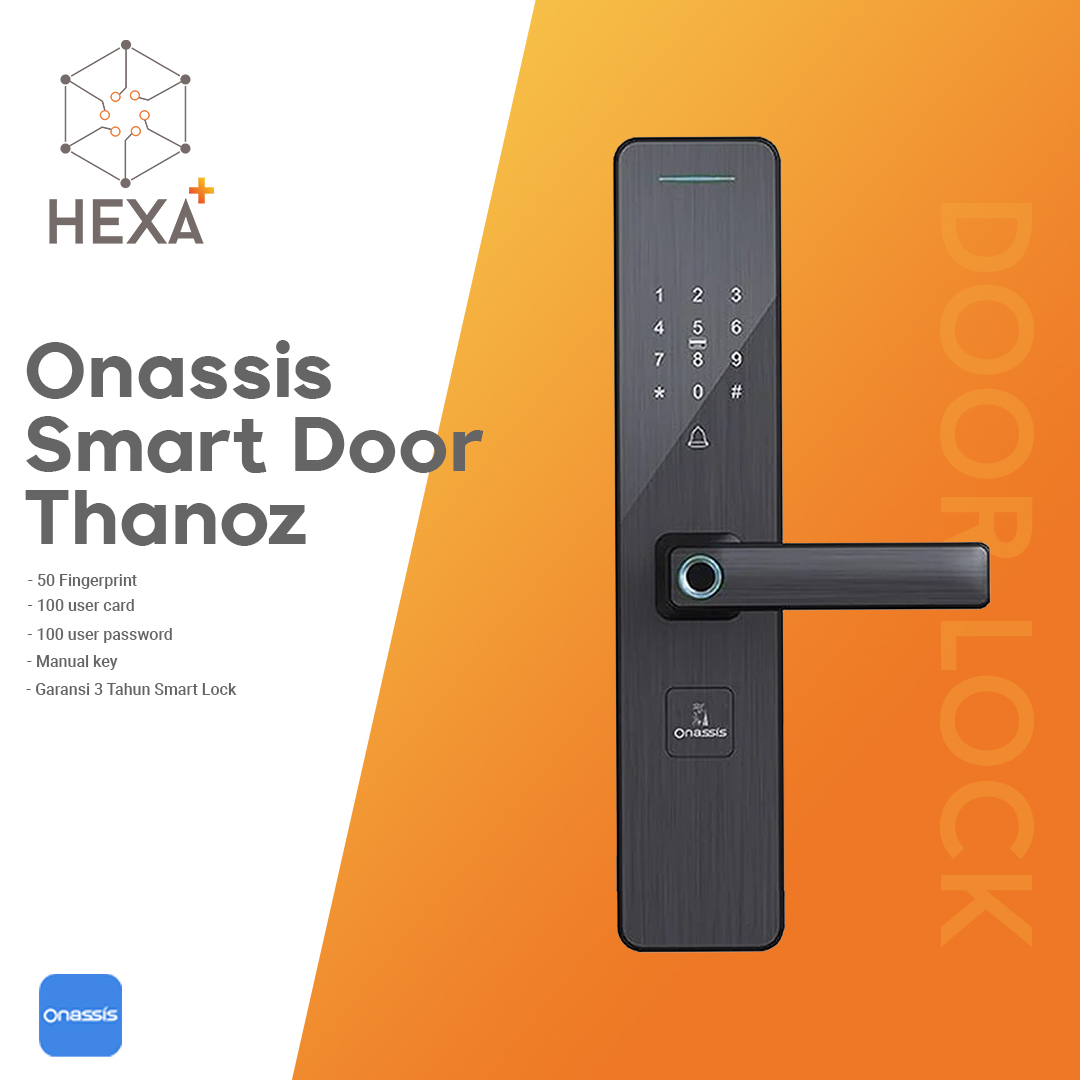 HEXA+
Onassis
Smart Door
Thanoz
- 50 Fingerprint
- 100 user card
- 100 user password
- Manual key
- Garansi 3 Tahun Smart Lock
1 2 3
4 5 6
7 8 9
* 0 #
Onassis
DOOR LOCK
Onassis